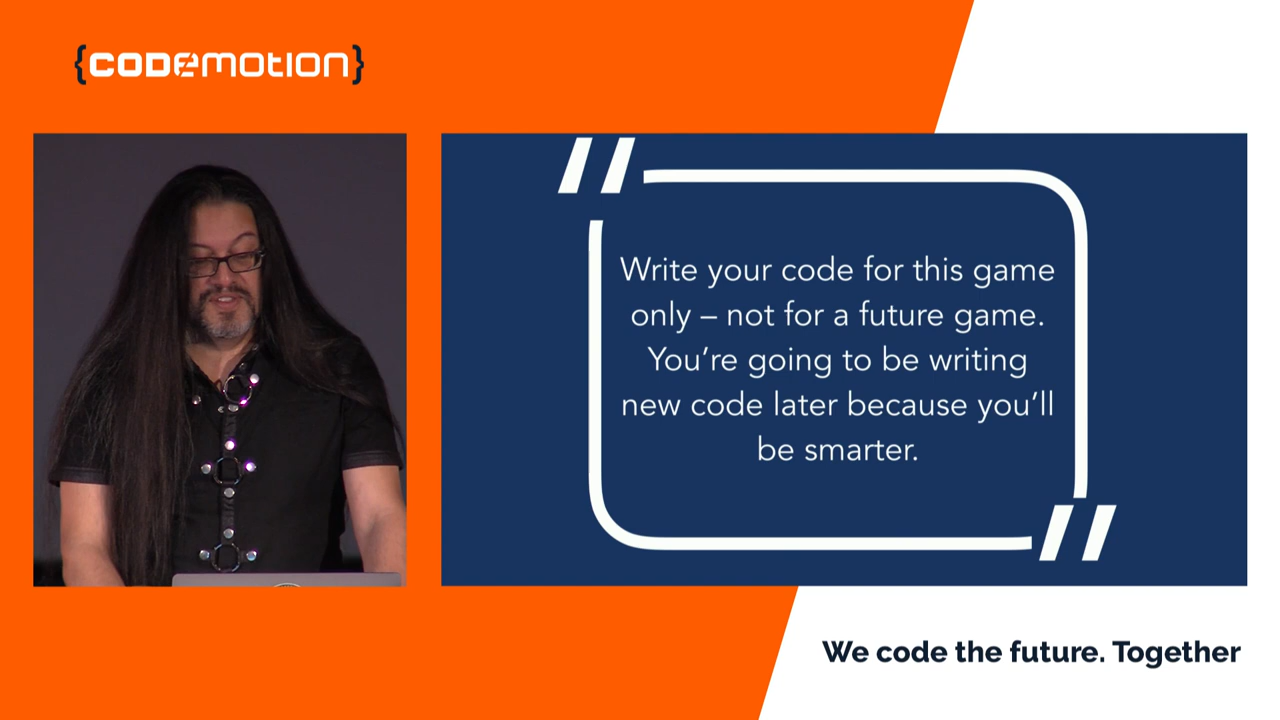 {CODEMOTION}
Write your code for this game
only – not for a future game.
You’re going to be writing
new code later because you’ll
be smarter.
We code the future. Together